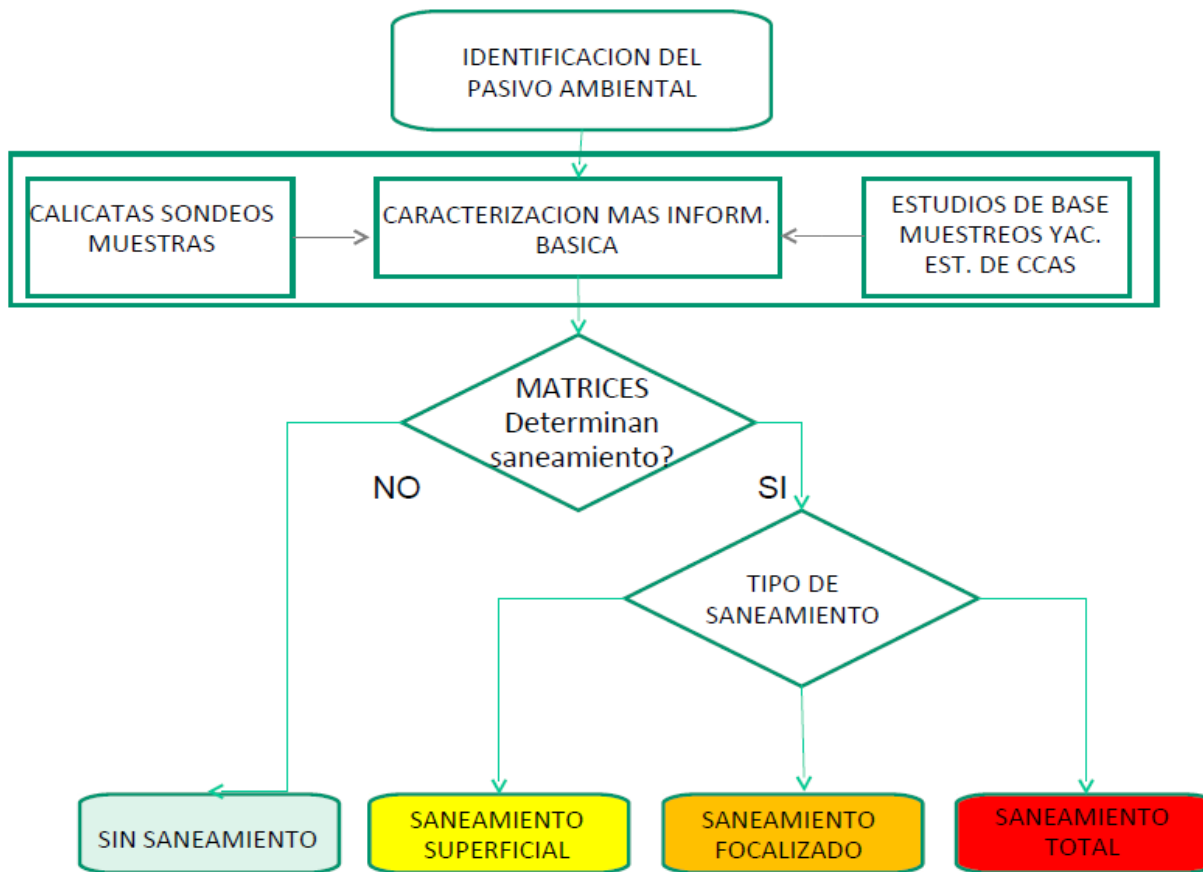 IDENTIFICACION DEL
PASIVO AMBIENTAL
CALICATAS SONDEOS
MUESTRAS
CARACTERIZACION MAS INFORM.
BASICA
ESTUDIOS DE BASE
MUESTREOS YAC.
EST. DE CCAS
MATRICES
Determinan
saneamiento?
NO
SI
TIPO DE
SANEAMIENTO
SIN SANEAMIENTO
SANEAMIENTO
SUPERFICIAL
SANEAMIENTO
FOCALIZADO
SANEAMIENTO
TOTAL